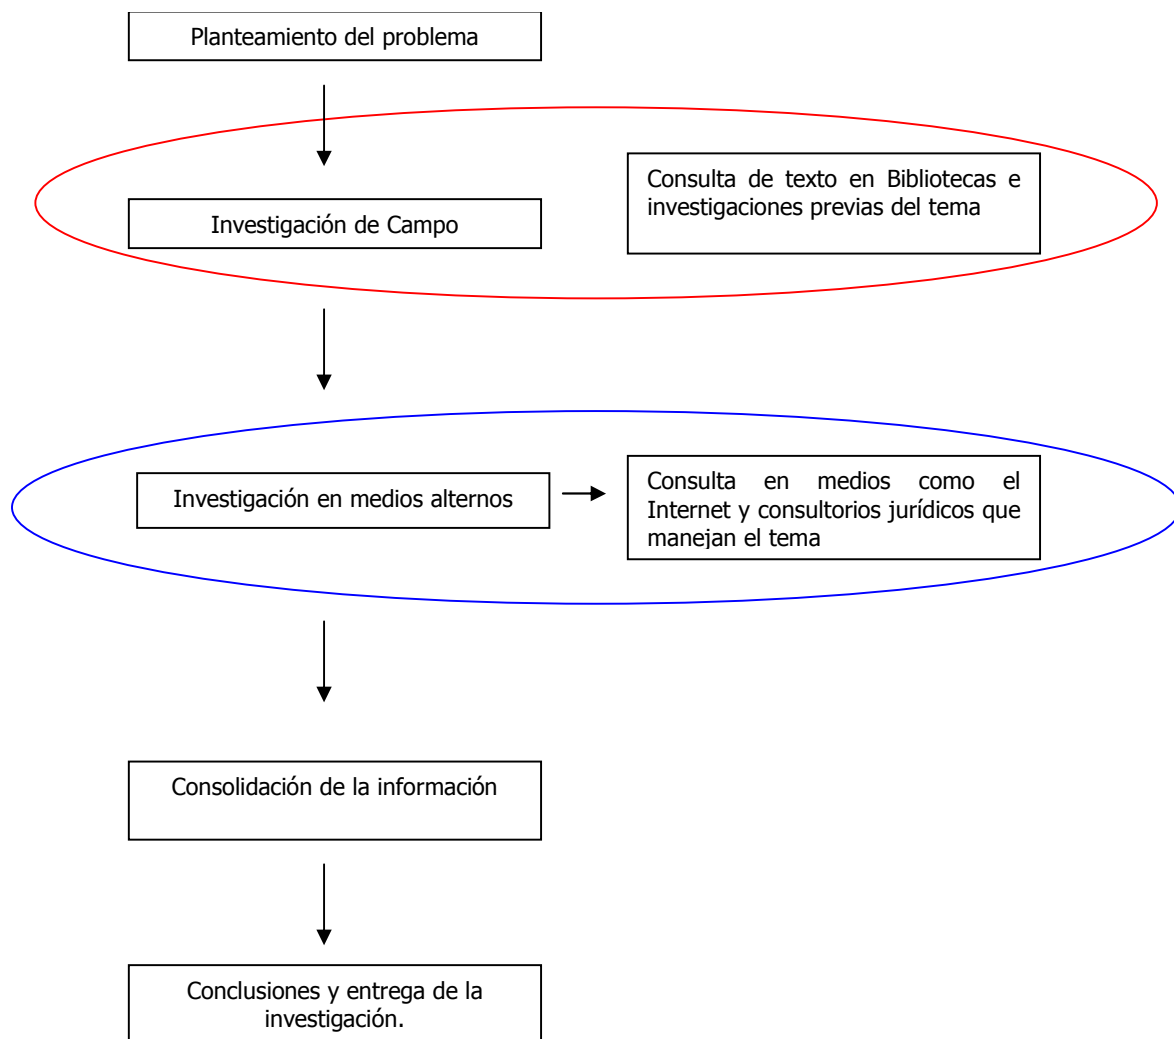 Planteamiento del problema
Consulta de texto en Bibliotecas e
investigaciones previas del tema
Investigación de Campo
Investigación en medios alternos
Consulta en medios como el
Internet y consultorios jurídicos que
manejan el tema
Consolidación de la información
Conclusiones y entrega de la
investigación.